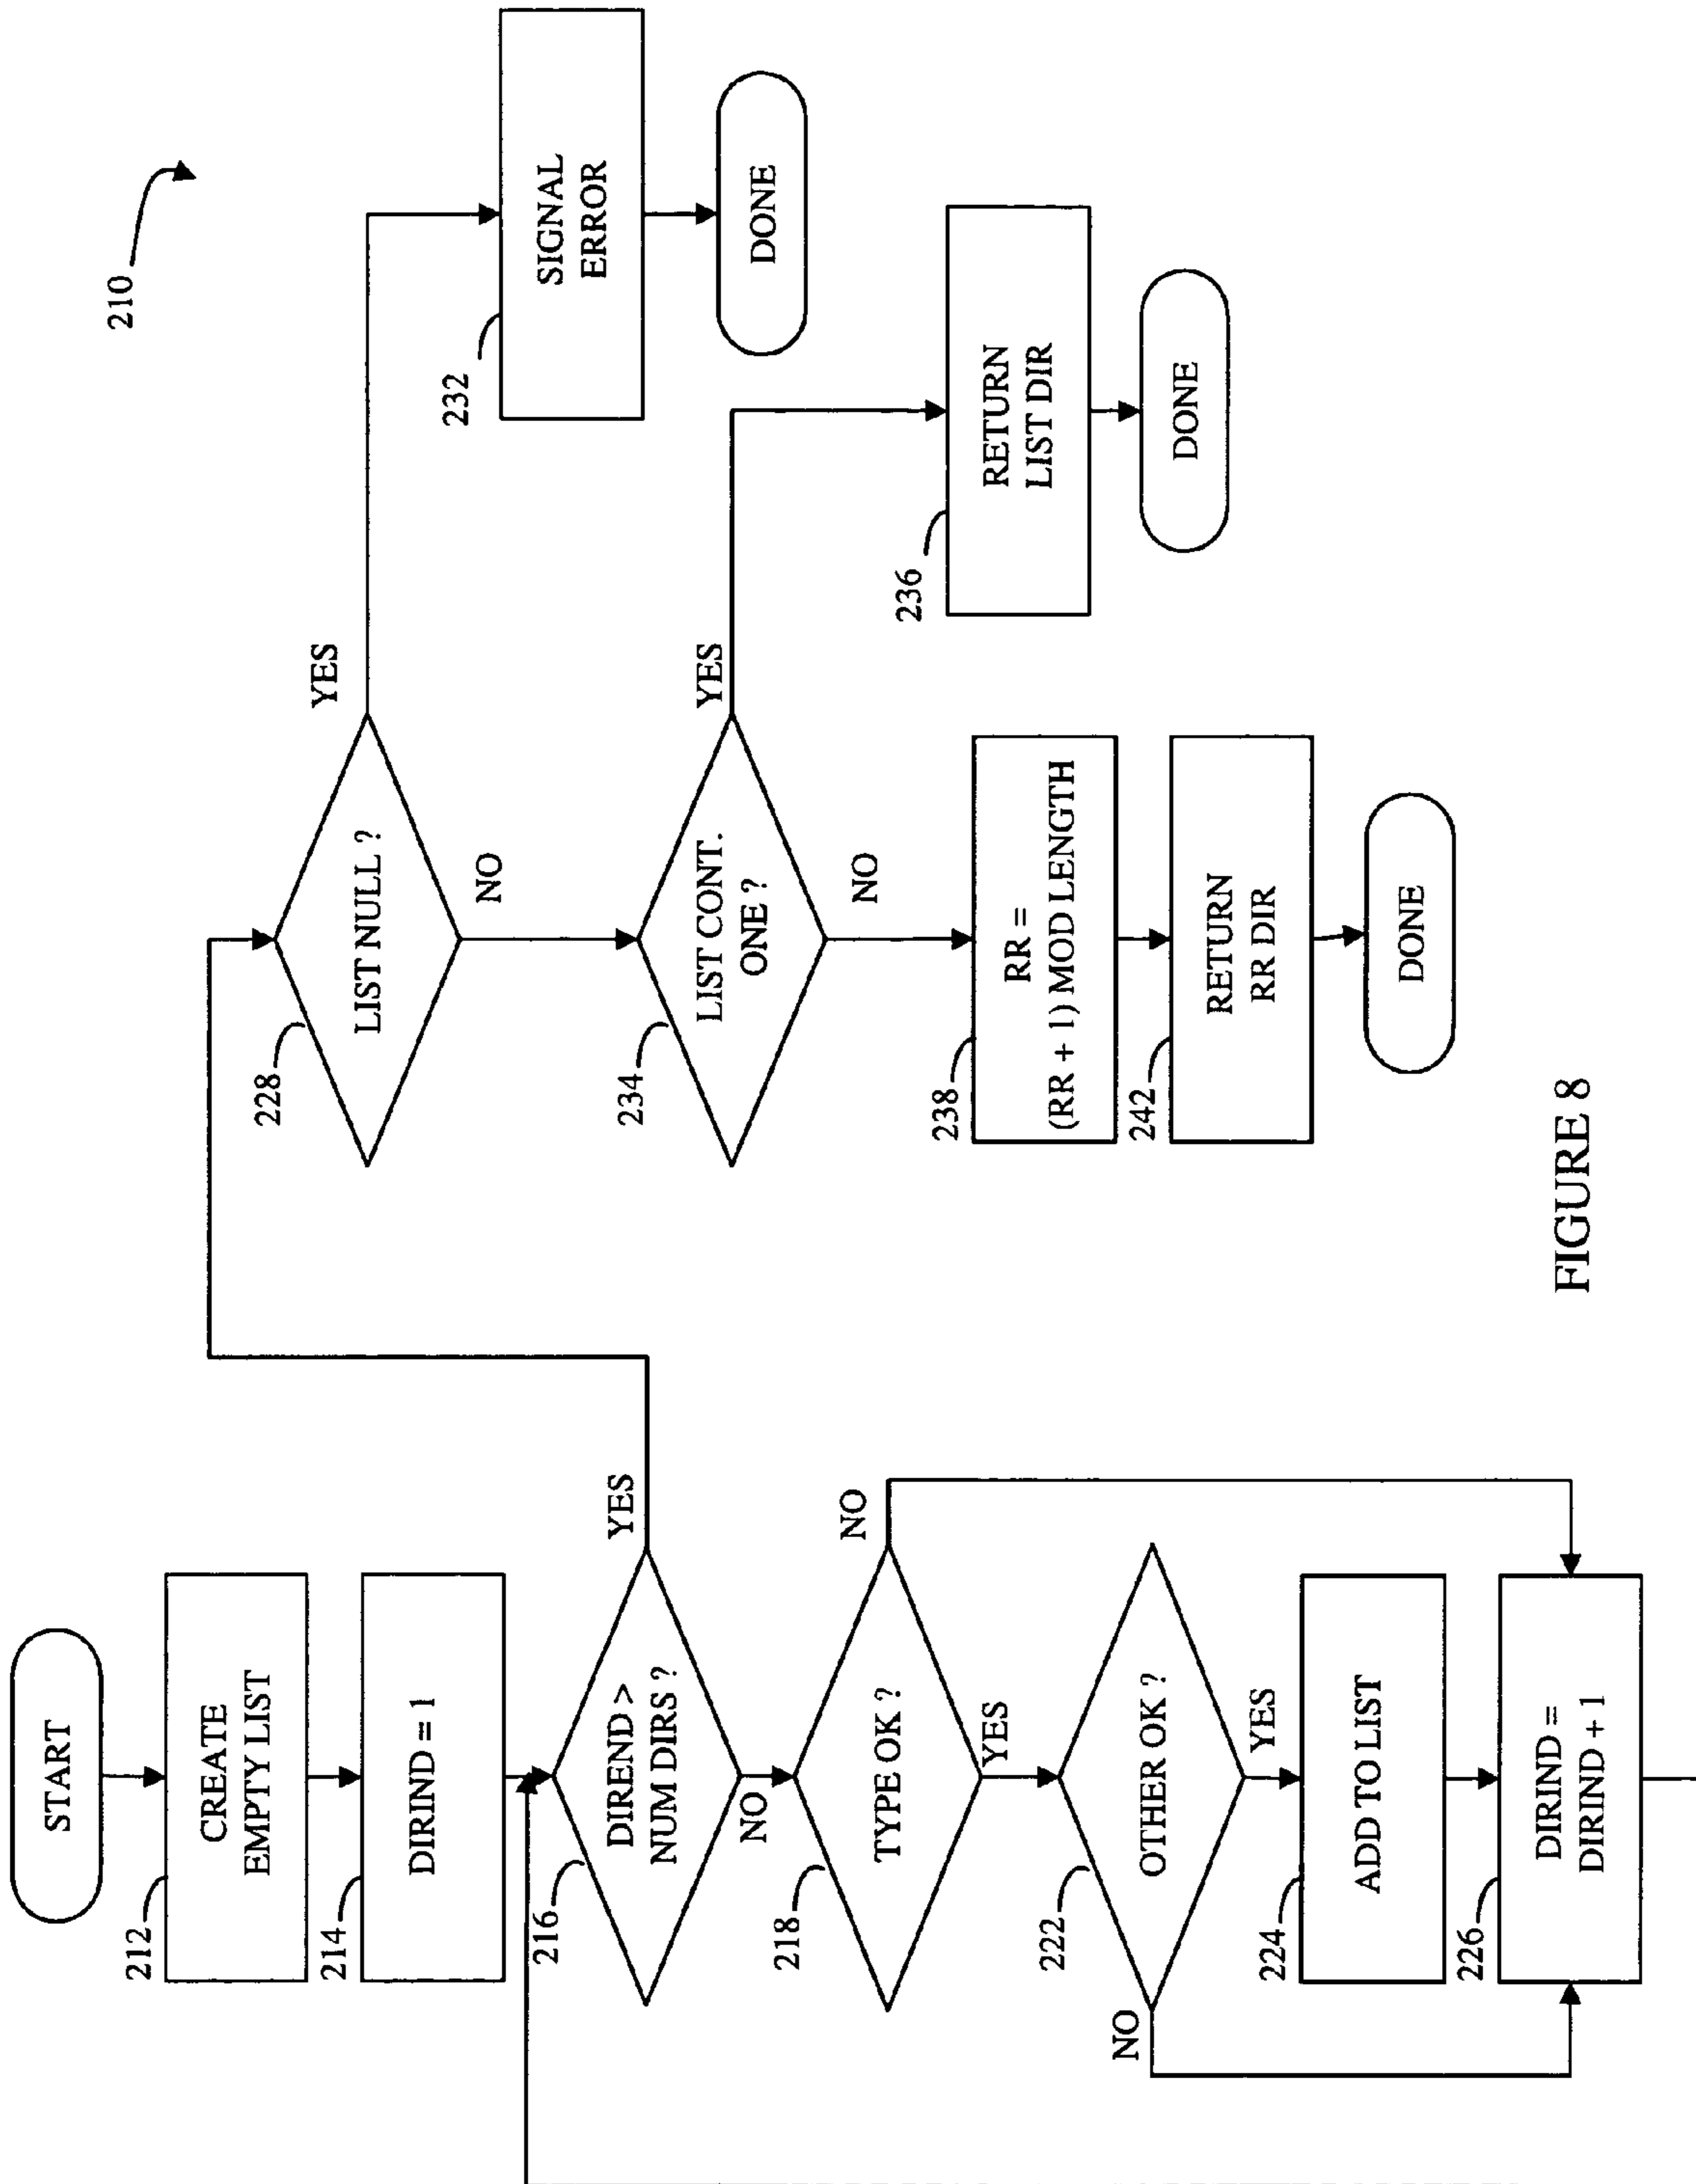 210
START
212
CREATE
EMPTY LIST
214
DIRIND = 1
216
DIREND >
NUM DIRS ?
YES
NO
218
TYPE OK ?
NO
YES
222
OTHER OK ?
NO
YES
224
ADD TO LIST
226
DIRIND =
DIRIND + 1
228
LIST NULL ?
YES
NO
232
SIGNAL
ERROR
DONE
234
LIST CONT.
ONE ?
YES
NO
236
RETURN
LIST DIR
DONE
238
RR =
(RR + 1) MOD LENGTH
242
RETURN
RR DIR
DONE
FIGURE 8